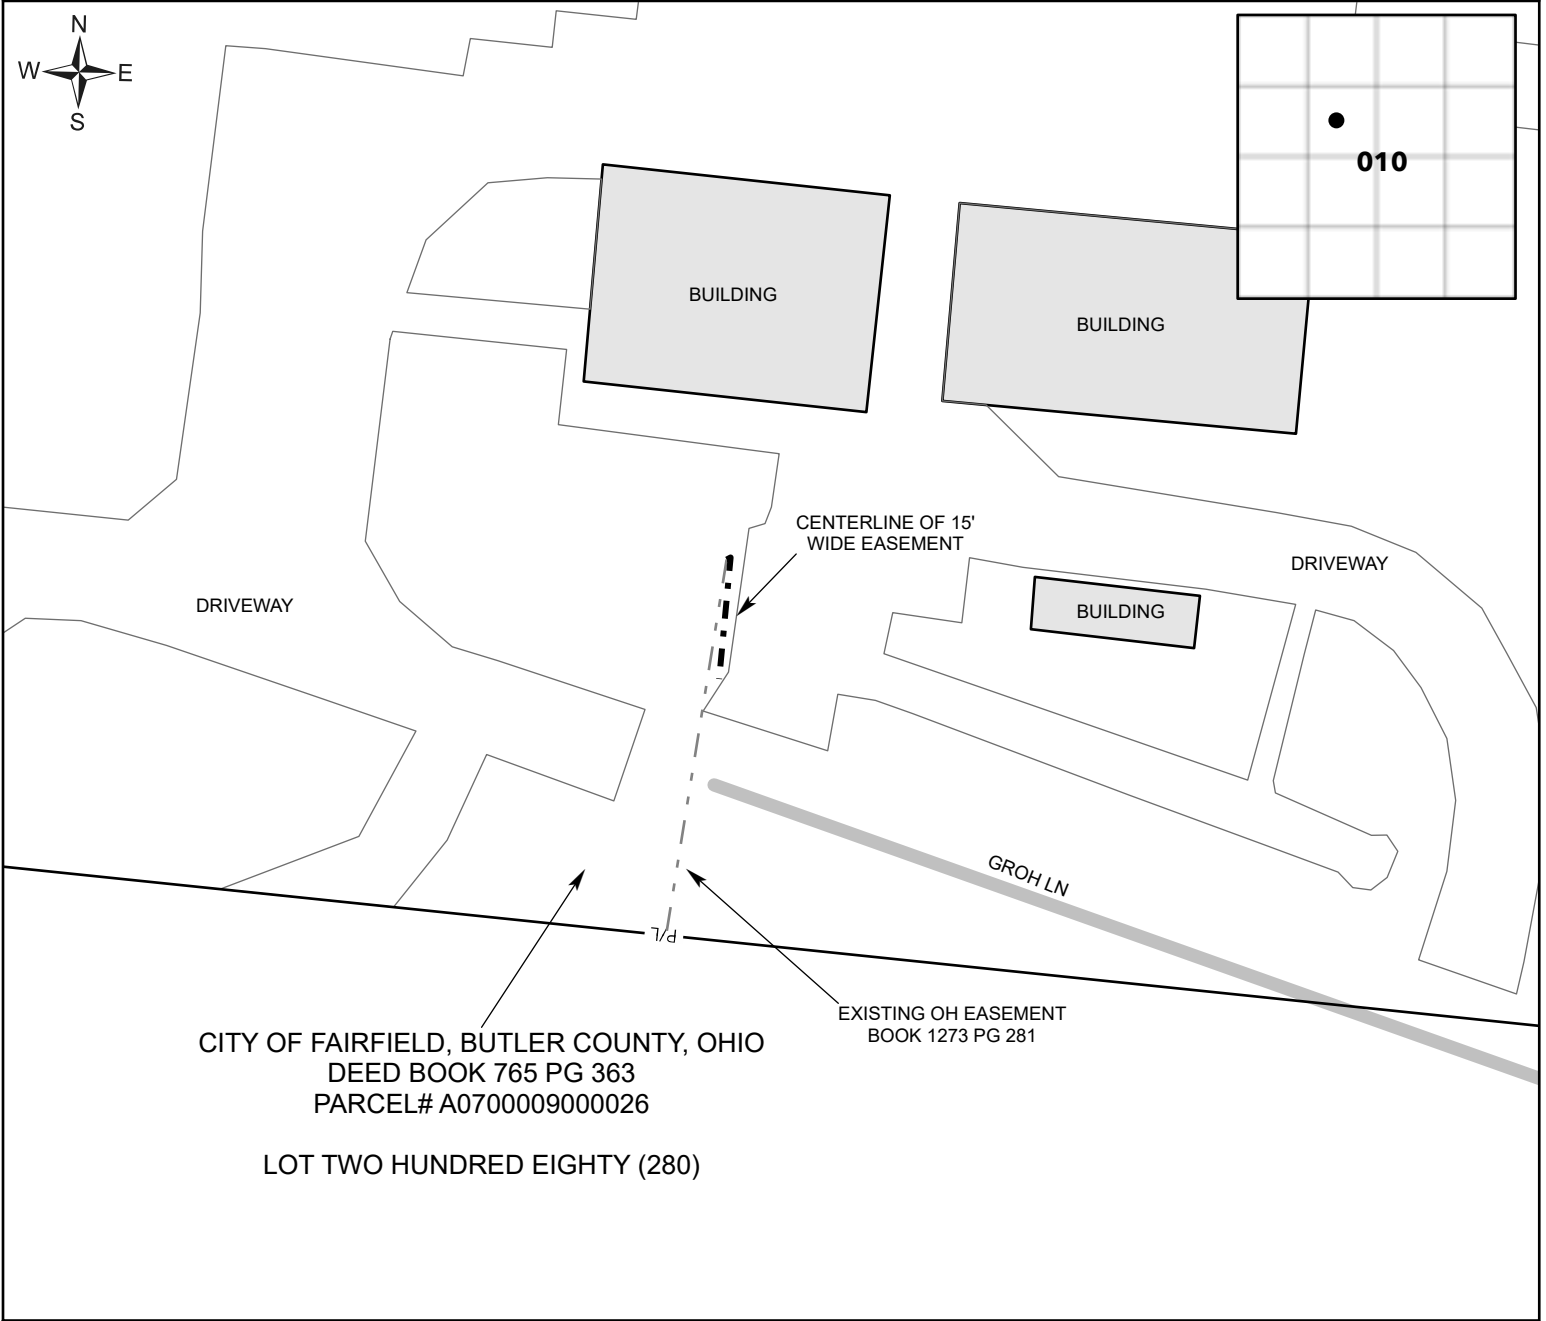 N
W E
S
010
BUILDING
BUILDING
CENTERLINE OF 15'
WIDE EASEMENT
DRIVEWAY
DRIVEWAY
BUILDING
GROH LN
P/L
EXISTING OH EASEMENT
BOOK 1273 PG 281
CITY OF FAIRFIELD, BUTLER COUNTY, OHIO
DEED BOOK 765 PG 363
PARCEL# A0700009000026
LOT TWO HUNDRED EIGHTY (280)